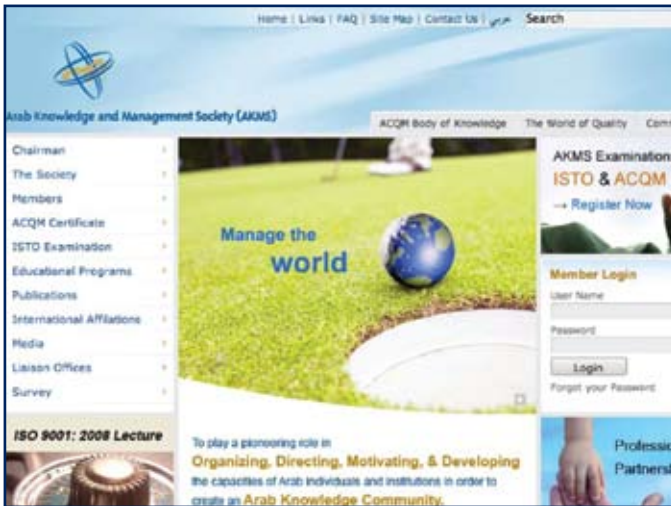 Home | Links | FAQ | Site Map | Contact Us | عربي Search
Arab Knowledge and Management Society (AKMS)
ACQM Body of Knowledge The World of Quality
Chairman
The Society
Members
ACQM Certificate
ISTO Examination
Educational Programs
Publications
International Affilations
Media
Liaison Offices
Survey
ISO 9001: 2008 Lecture
Manage the
world
To play a pioneering role in
Organizing, Directing, Motivating, & Developing
the capacities of Arab individuals and institutions in order to
create an Arab Knowledge Community.
AKMS Examination
ISTO & ACQM
→ Register Now
Member Login
User Name
Password
Login
Forgot your Password